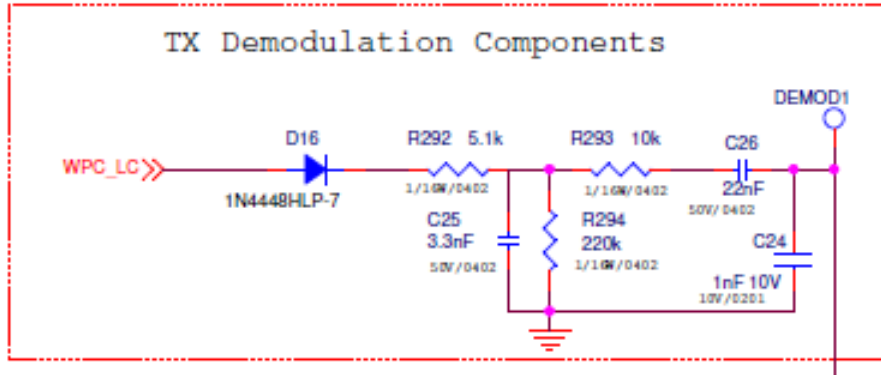 TX Demodulation Components
DEMOD1
D16
R292 5.1k
R293 10k
C26
WPC_LC
1/16W/0402
1/16W/0402
22nF
1N4448HLP-7
50V/0402
C25
R294
3.3nF
220k
C24
50V/0402
1/16W/0402
1nF 10V
10V/0201